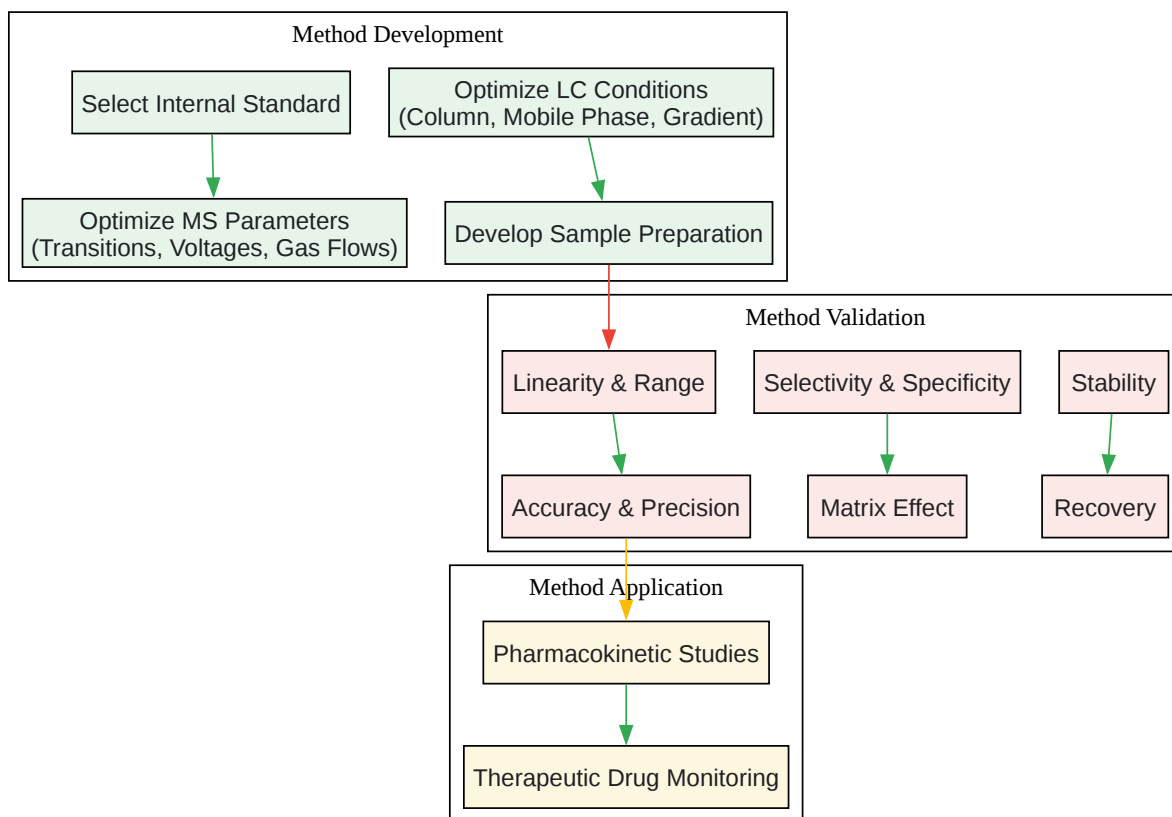 Method Development
Select Internal Standard
Optimize LC Conditions
(Column, Mobile Phase, Gradient)
Optimize MS Parameters
(Transitions, Voltages, Gas Flows)
Develop Sample Preparation
Method Validation
Linearity & Range
Selectivity & Specificity
Stability
Accuracy & Precision
Matrix Effect
Recovery
Method Application
Pharmacokinetic Studies
Therapeutic Drug Monitoring